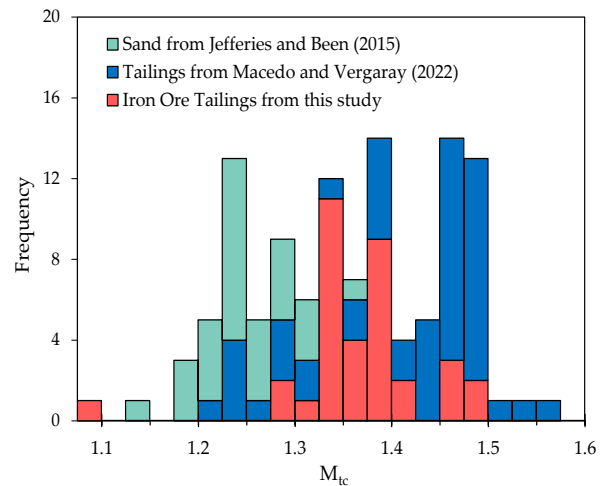 20
16
12
8
4
0
Frequency
Sand from Jefferies and Been (2015)
Tailings from Macedo and Vergaray (2022)
Iron Ore Tailings from this study
1.1 1.2 1.3 1.4 1.5 1.6
Mtc